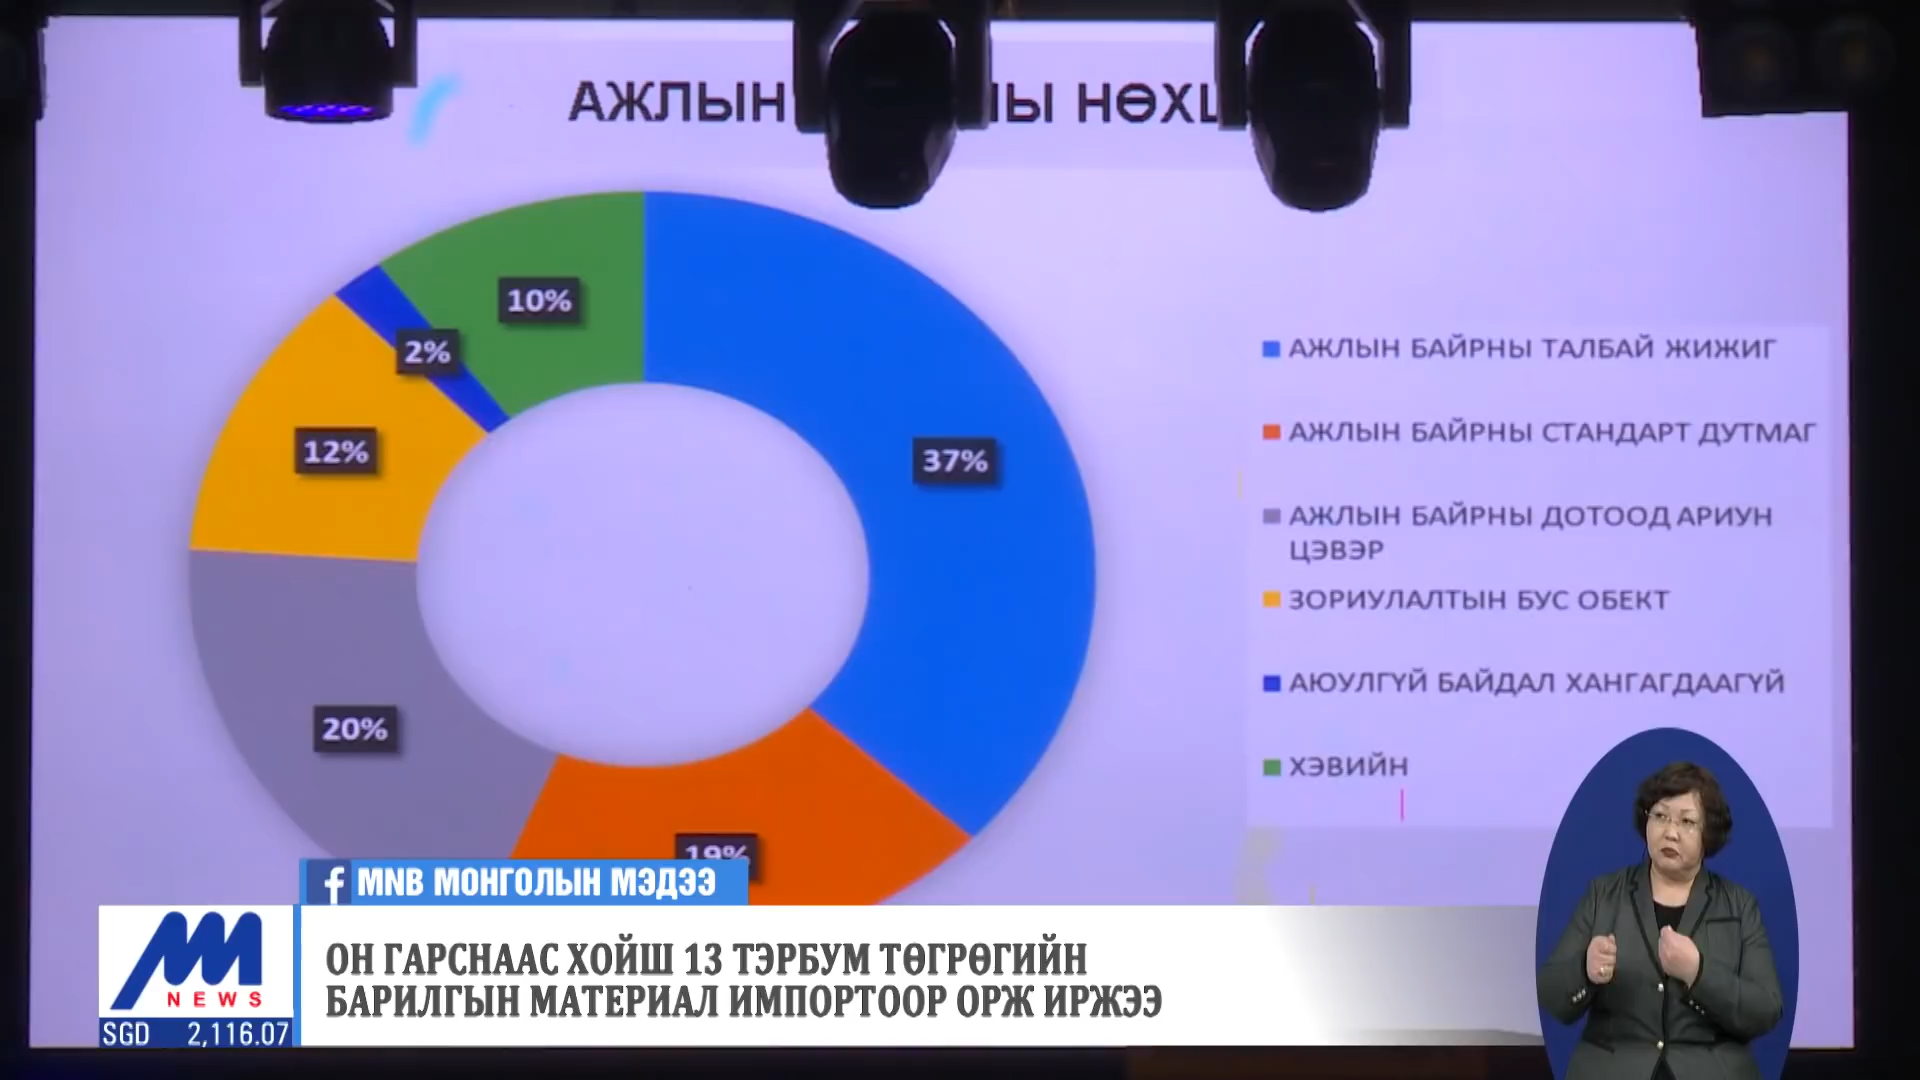 АЖЛЫН
НЫ
10%
2%
12%
37%
20%
19%
АЖЛЫН БАЙРНЫ ТАЛБАЙ ЖИЖИГ
АЖЛЫН БАЙРНЫ СТАНДАРТ ДУТМАГ
АЖЛЫН БАЙРНЫ ДОТООД АРИУН
ЦЭВЭР
ЗОРИУЛАЛТЫН БУС ОБЕКТ
АЮУЛГҮЙ БАЙДАЛ ХАНГАГДААГҮЙ
ХЭВИЙН
f MNB МОНГОЛЫН МЭДЭЭ
ОН ГАРСНААС ХОЙШ 13 ТЭРБУМ ТӨГРӨГИЙН
БАРИЛГЫН МАТЕРИАЛ ИМПОРТООР ОРЖ ИРЖЭЭ
NEWS
SGD 2,116.07